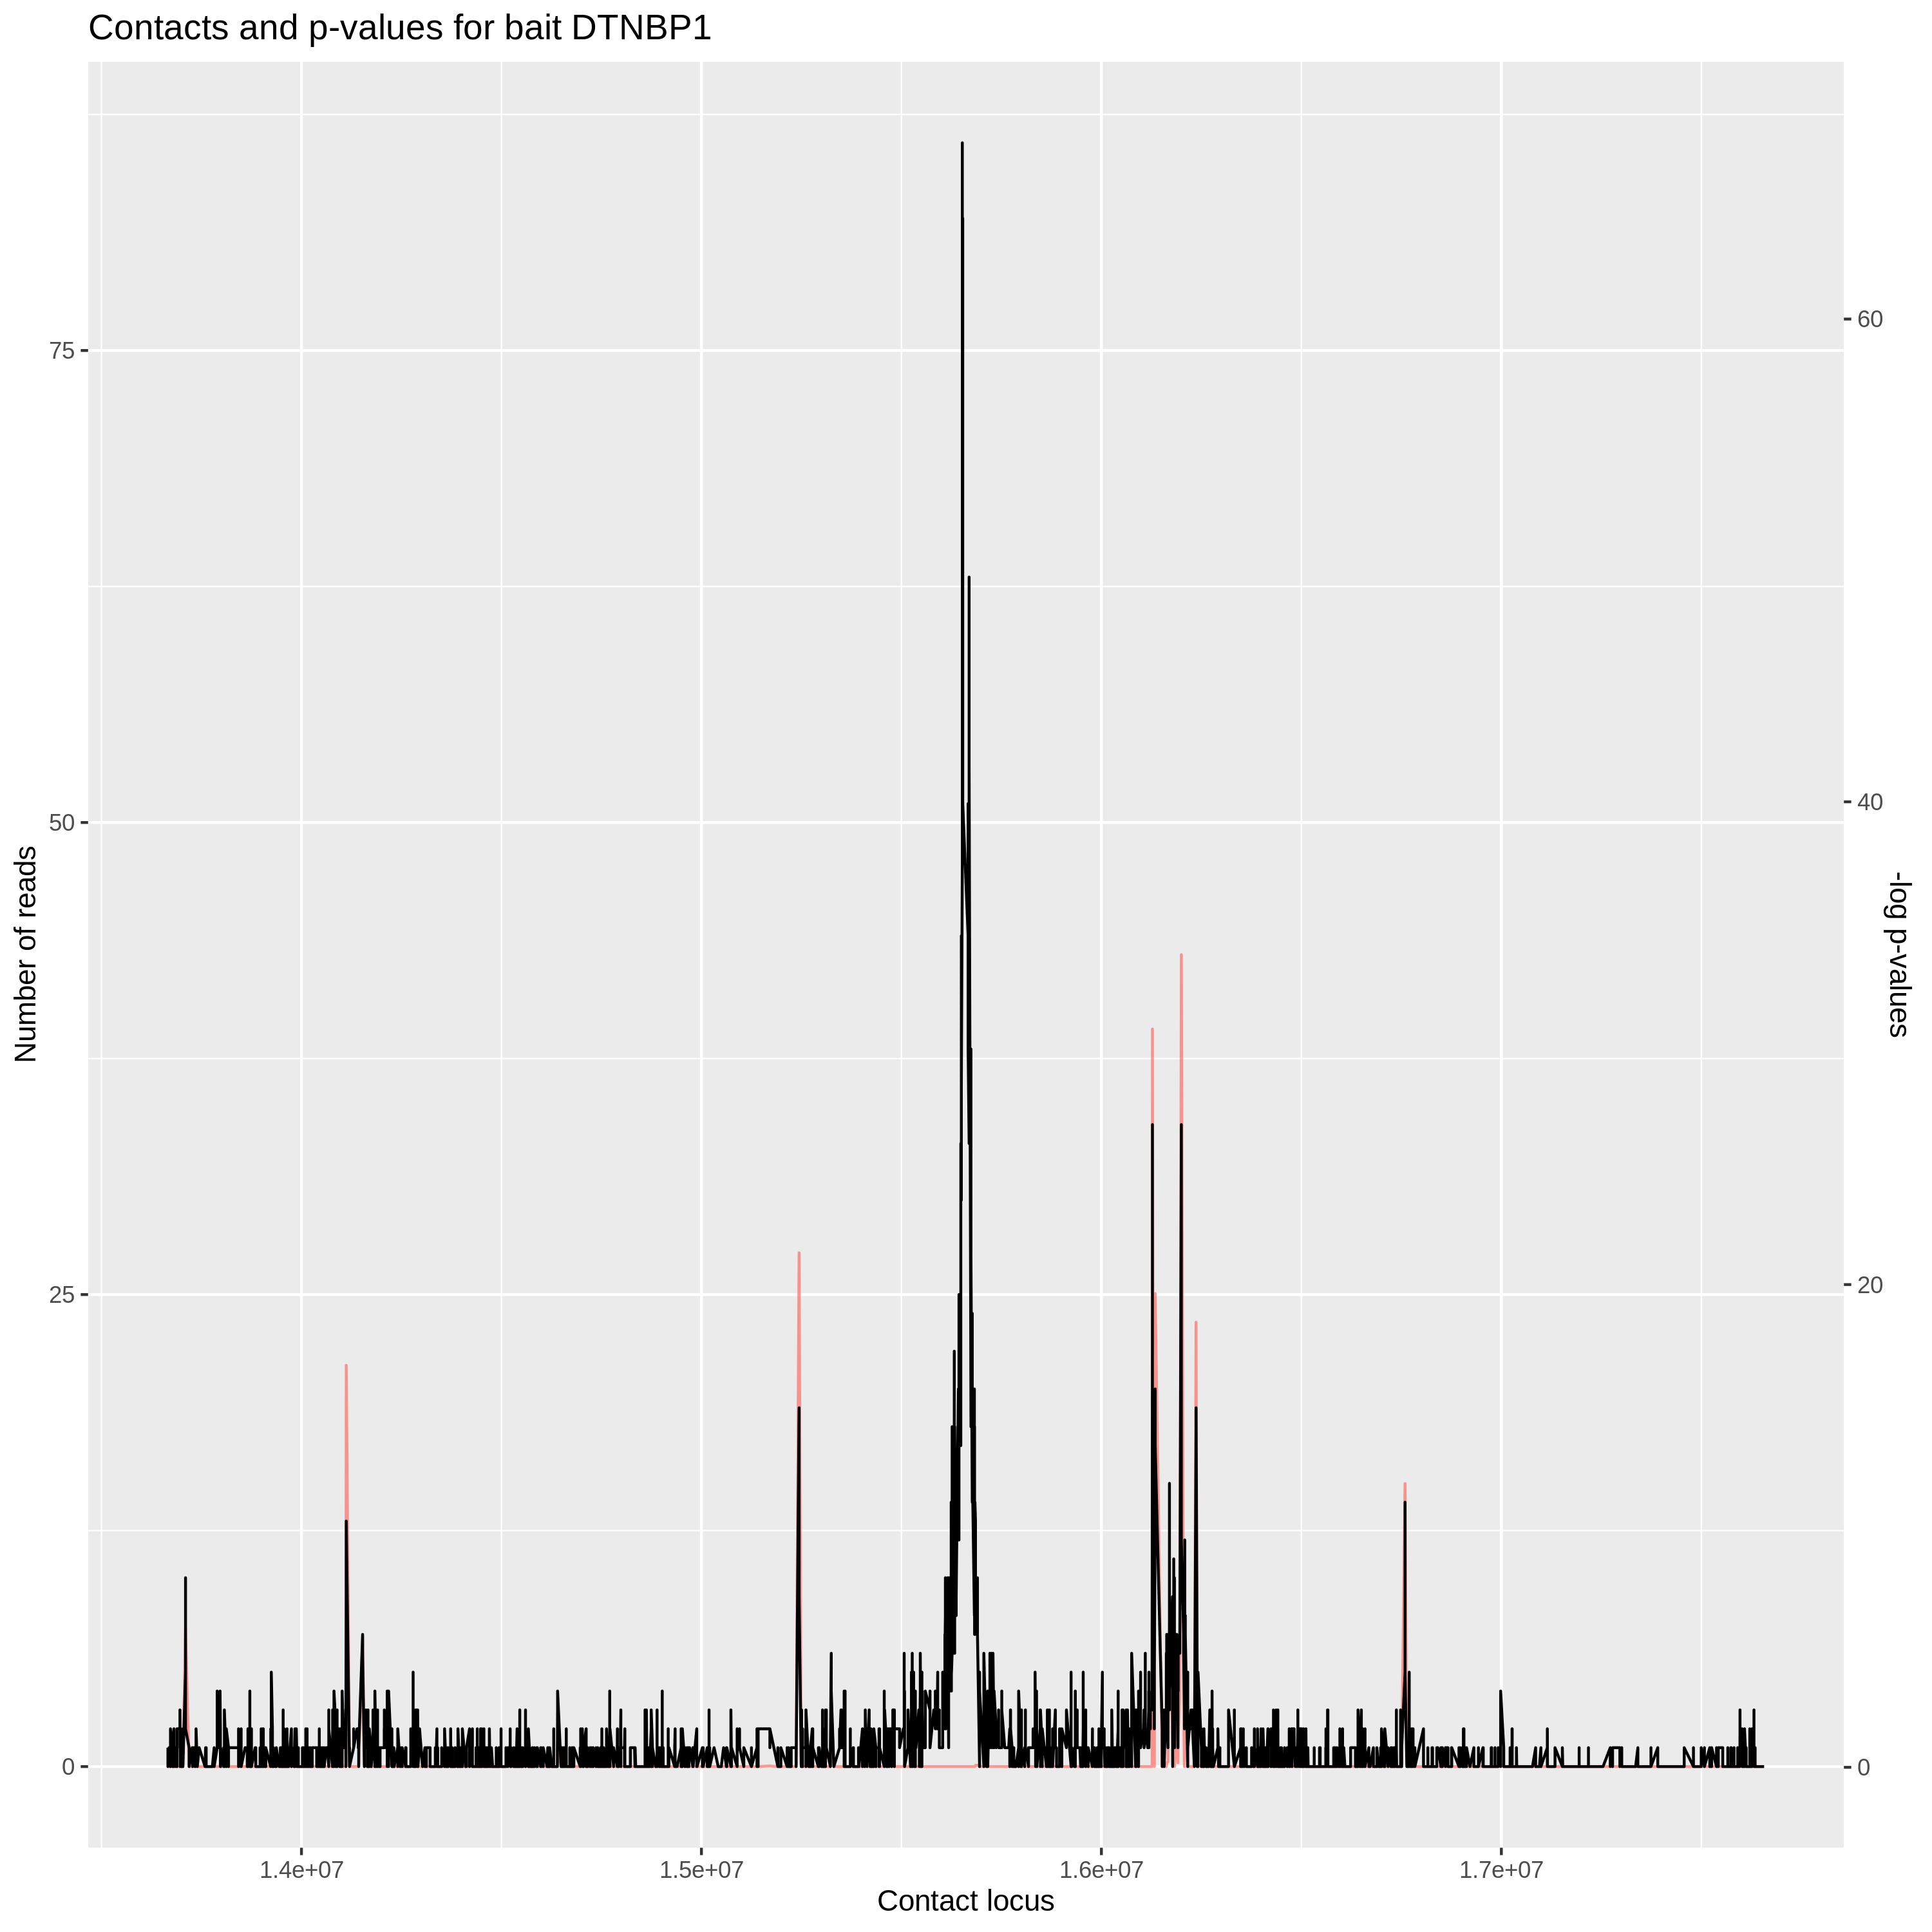 Contacts and p-values for bait DTNBP1
75
50
25
0
Number of reads
60
40
20
0
-log p-values
1.4e+07 1.5e+07 1.6e+07 1.7e+07
Contact locus